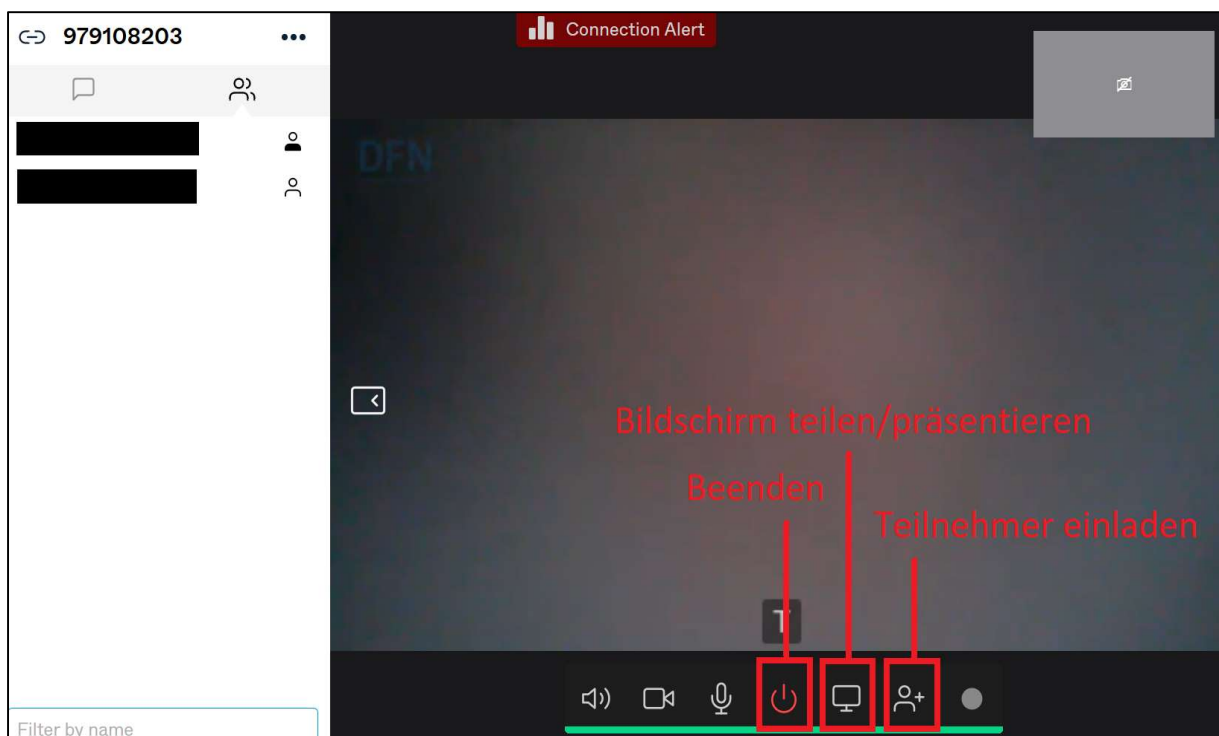 979108203
Connection Alert
DFN
Bildschirm teilen/präsentieren
Beenden
Teilnehmer einladen
T
Filter by name